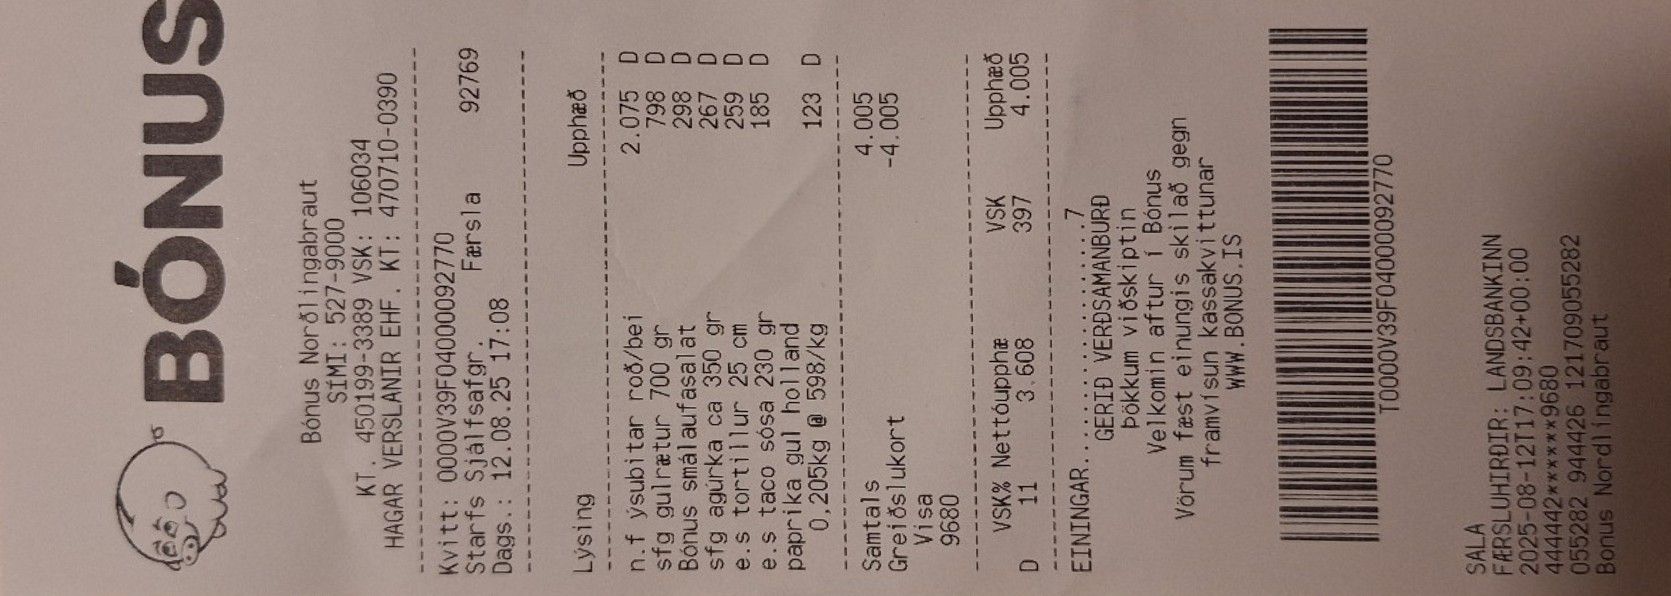 BÓNUS
Bónus Norðlingabraut
SÍMI: 527-9000
KT. 450199-3389 VSK: 106034
HAGAR VERSLANIR EHF. KT: 470710-0390
Kvitt: 0000V39F0400092770
Starfs Sjálfsafgr. Færsla 92769
Dags.: 12.08.25 17:08
Lýsing Upphæð
n.f ýsubitar roð/bei 2.075 D
sfg gulrætur 700 gr 798 D
Bónus smálaufasalat 298 D
sfg agurka ca 350 gr 267 D
e.s tortillur 25 cm 259 D
e.s taco sósa 230 gr 185 D
paprika gul holland
0,205kg @ 598/kg 123 D
Samtals 4.005
Greiðslukort -4.005
Visa
9680
VSK% Nettóupphæ VSK Upphæð
D 11 3.608 397 4.005
EININGAR.....................7
GERIÐ VERÐSAMANBURÐ
Þökkum viðskiptin
Velkomin aftur í Bónus
Vörum fæst einungis skilað gegn
framvísun kassakvittunar
WWW.BONUS.IS
T0000V39F0400092770
SALA
FÆRSLUHIRÐIR: LANDSBANKINN
2025-08-12T17:09:42+00:00
444442******9680
055282 944426 121709055282
Bonus Nordlingabraut